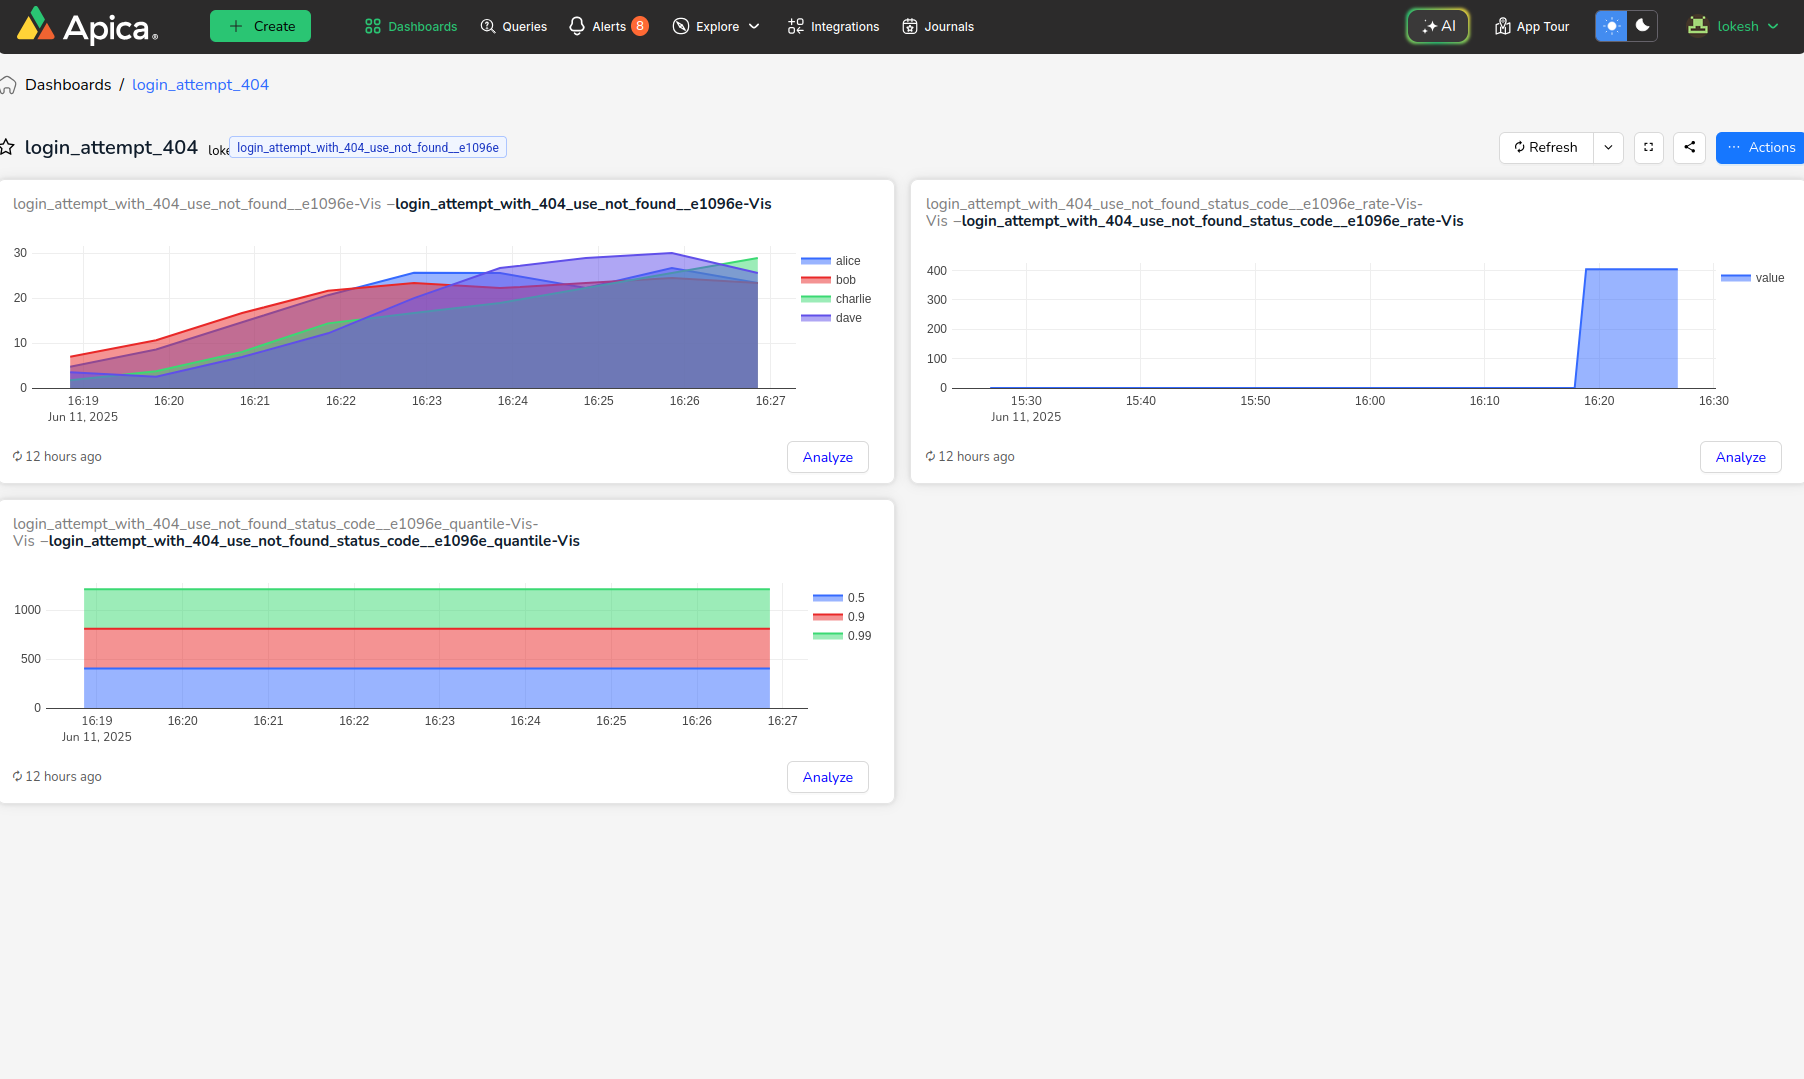 Apica
Create
Dashboards
Queries
Alerts 8
Explore
Integrations
Journals
AI
App Tour
lokesh
Dashboards / login_attempt_404
login_attempt_404
loke
login_attempt_with_404_use_not_found__e1096e
Refresh
Actions
login_attempt_with_404_use_not_found__e1096e-Vis –login_attempt_with_404_use_not_found__e1096e-Vis
30
20
10
0
16:19 16:20 16:21 16:22 16:23 16:24 16:25 16:26 16:27
Jun 11, 2025
alice
bob
charlie
dave
12 hours ago
Analyze
login_attempt_with_404_use_not_found_status_code__e1096e_rate-Vis-
Vis –login_attempt_with_404_use_not_found_status_code__e1096e_rate-Vis
400
300
200
100
0
15:30 15:40 15:50 16:00 16:10 16:20 16:30
Jun 11, 2025
value
12 hours ago
Analyze
login_attempt_with_404_use_not_found_status_code__e1096e_quantile-Vis-
Vis –login_attempt_with_404_use_not_found_status_code__e1096e_quantile-Vis
1000
500
0
16:19 16:20 16:21 16:22 16:23 16:24 16:25 16:26 16:27
Jun 11, 2025
0.5
0.9
0.99
12 hours ago
Analyze